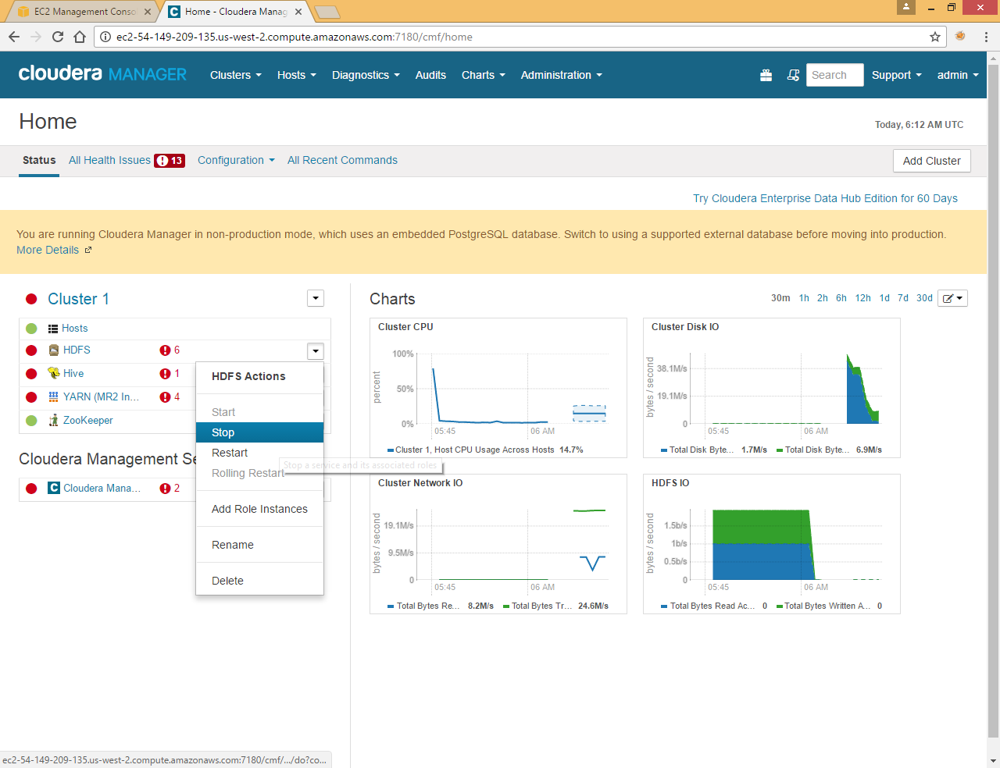 EC2 Management Conso
Home - Cloudera Manag
ec2-54-149-209-135.us-west-2.compute.amazonaws.com:7180/cmf/home
cloudera MANAGER Clusters Hosts Diagnostics Audits Charts Administration Search Support admin
Home
Today, 6:12 AM UTC
Status All Health Issues 13 Configuration All Recent Commands Add Cluster
Try Cloudera Enterprise Data Hub Edition for 60 Days
You are running Cloudera Manager in non-production mode, which uses an embedded PostgreSQL database. Switch to using a supported external database before moving into production.
More Details
Cluster 1
Hosts
HDFS 6
Hive 1
YARN (MR2 In... 4
ZooKeeper
Cloudera Management Se
Cloudera Mana... 2
HDFS Actions
Start
Stop
Restart
Rolling Restart
Stop a service and its associated roles
Add Role Instances
Rename
Delete
Charts
30m 1h 2h 6h 12h 1d 7d 30d
Cluster CPU
percent
100%
50%
0%
05:45 06 AM
Cluster 1, Host CPU Usage Across Hosts 14.7%
Cluster Disk IO
bytes / second
38.1M/s
19.1M/s
0
05:45 06 AM
Total Disk Byte... 1.7M/s Total Disk Byte... 6.9M/s
Cluster Network IO
bytes / second
19.1M/s
9.5M/s
0
05:45 06 AM
Total Bytes Re... 8.2M/s Total Bytes Tr... 24.6M/s
HDFS IO
bytes / second
1.5b/s
1b/s
0.5b/s
0
05:45 06 AM
Total Bytes Read Ac... 0 Total Bytes Written A... 0
ec2-54-149-209-135.us-west-2.compute.amazonaws.com:7180/cmf/.../do?co...